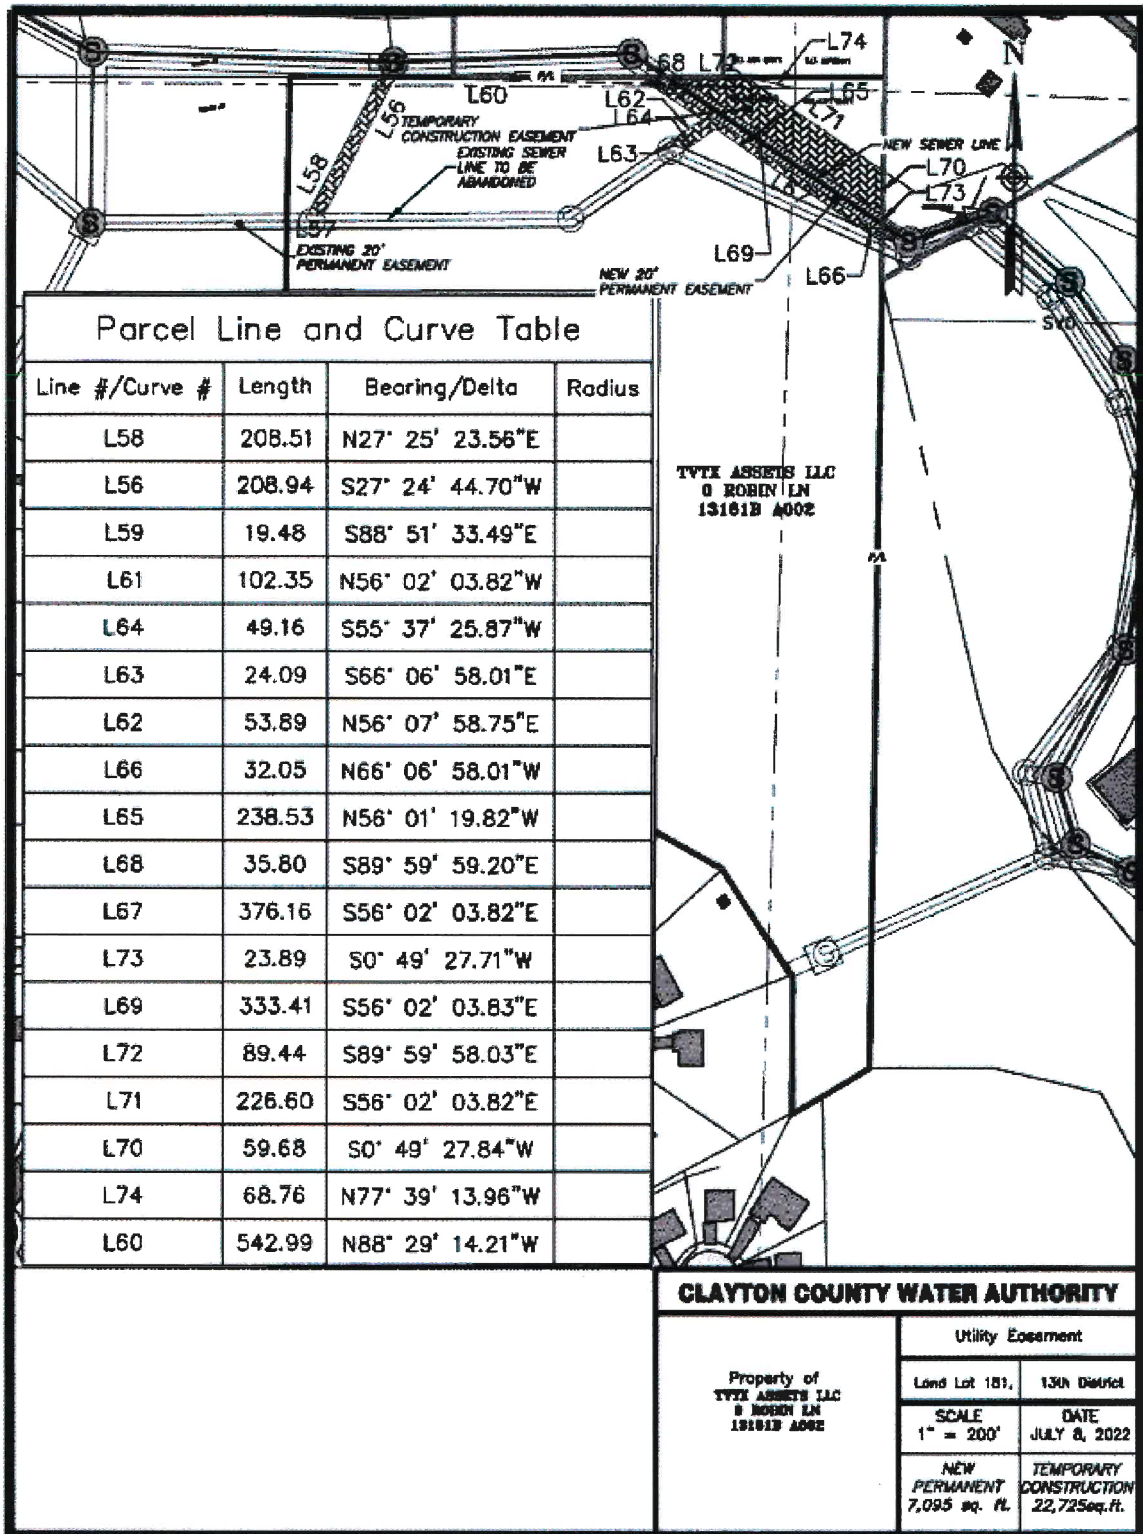 L74
L68 L72
L60
L62
L65
L64
L71
L56
TEMPORARY
CONSTRUCTION EASEMENT
EXISTING SEWER
LINE TO BE
ABANDONED
L63
NEW SEWER LINE
L70
L58
L73
N
L57
EXISTING 20'
PERMANENT EASEMENT
L69
L66
NEW 20'
PERMANENT EASEMENT
Parcel Line and Curve Table
Line #/Curve # Length Bearing/Delta Radius
L58 208.51 N27° 25' 23.56"E
L56 208.94 S27° 24' 44.70"W
L59 19.48 S88° 51' 33.49"E
L61 102.35 N56° 02' 03.82"W
L64 49.16 S55° 37' 25.87"W
L63 24.09 S66° 06' 58.01"E
L62 53.89 N56° 07' 58.75"E
L66 32.05 N66° 06' 58.01"W
L65 238.53 N56° 01' 19.82"W
L68 35.80 S89° 59' 59.20"E
L67 376.16 S56° 02' 03.82"E
L73 23.89 S0° 49' 27.71"W
L69 333.41 S56° 02' 03.83"E
L72 89.44 S89° 59' 58.03"E
L71 226.60 S56° 02' 03.82"E
L70 59.68 S0° 49' 27.84"W
L74 68.76 N77° 39' 13.96"W
L60 542.99 N88° 29' 14.21"W
TVTX ASSETS LLC
0 ROBIN LN
13181B A002
CLAYTON COUNTY WATER AUTHORITY
Utility Easement
Property of
TVTX ASSETS LLC
0 ROBIN LN
13181B A002
Land Lot 181, 13th District
SCALE
1" = 200'
DATE
JULY 8, 2022
NEW
PERMANENT
7,095 sq. ft.
TEMPORARY
CONSTRUCTION
22,725sq.ft.